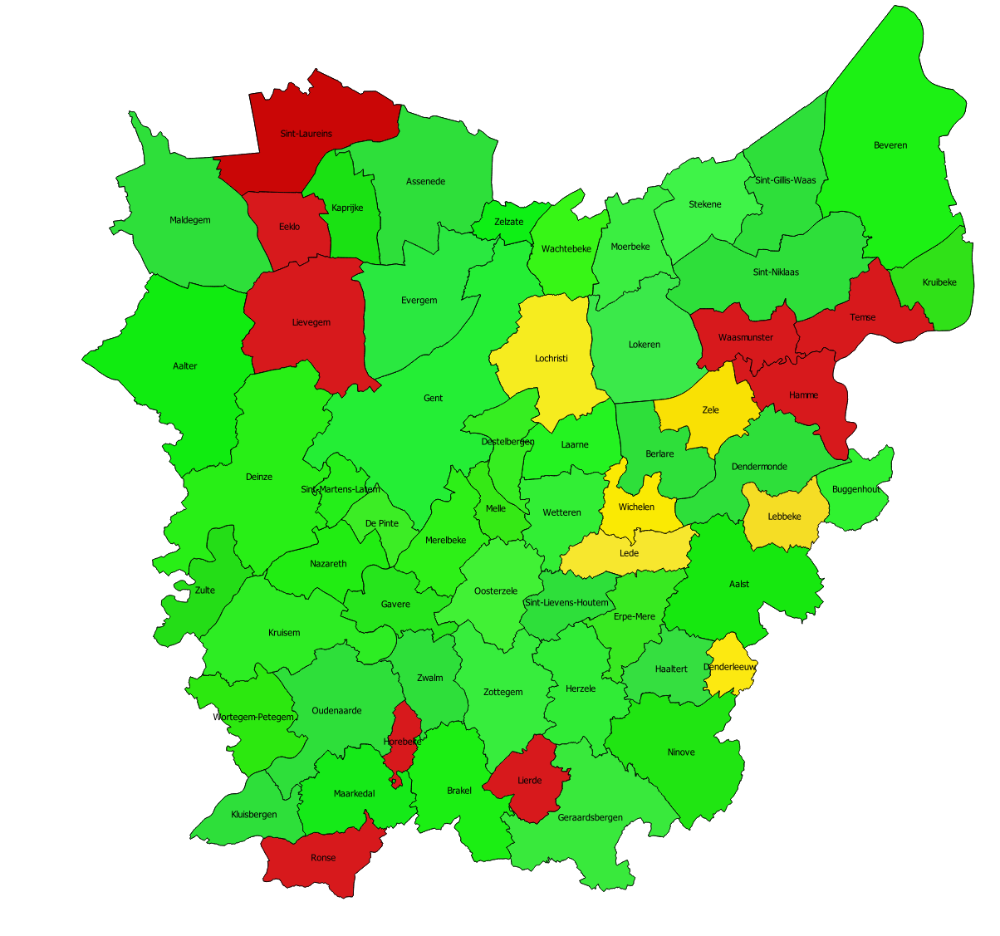 Sint-Laureins
Beveren
Assenede
Sint-Gillis-Waas
Stekene
Kaprijke
Maldegem
Zelzate
Eeklo
Moerbeke
Wachtebeke
Sint-Niklaas
Kruibeke
Evergem
Temse
Lievegem
Waasmunster
Lokeren
Lochristi
Aalter
Hamme
Gent
Zele
Destelbergen
Laarne
Berlare
Dendermonde
Deinze
Sint-Martens-Latem
Buggenhout
Wichelen
Melle
Wetteren
Lebbeke
De Pinte
Merelbeke
Lede
Nazareth
Aalst
Zulte
Oosterzele
Sint-Lievens-Houtem
Gavere
Erpe-Mere
Kruisem
Denderleeuw
Haaltert
Zwalm
Herzele
Zottegem
Oudenaarde
Wortegem-Petegem
Horebeke
Ninove
Lierde
Brakel
Maarkedal
Kluisbergen
Geraardsbergen
Ronse